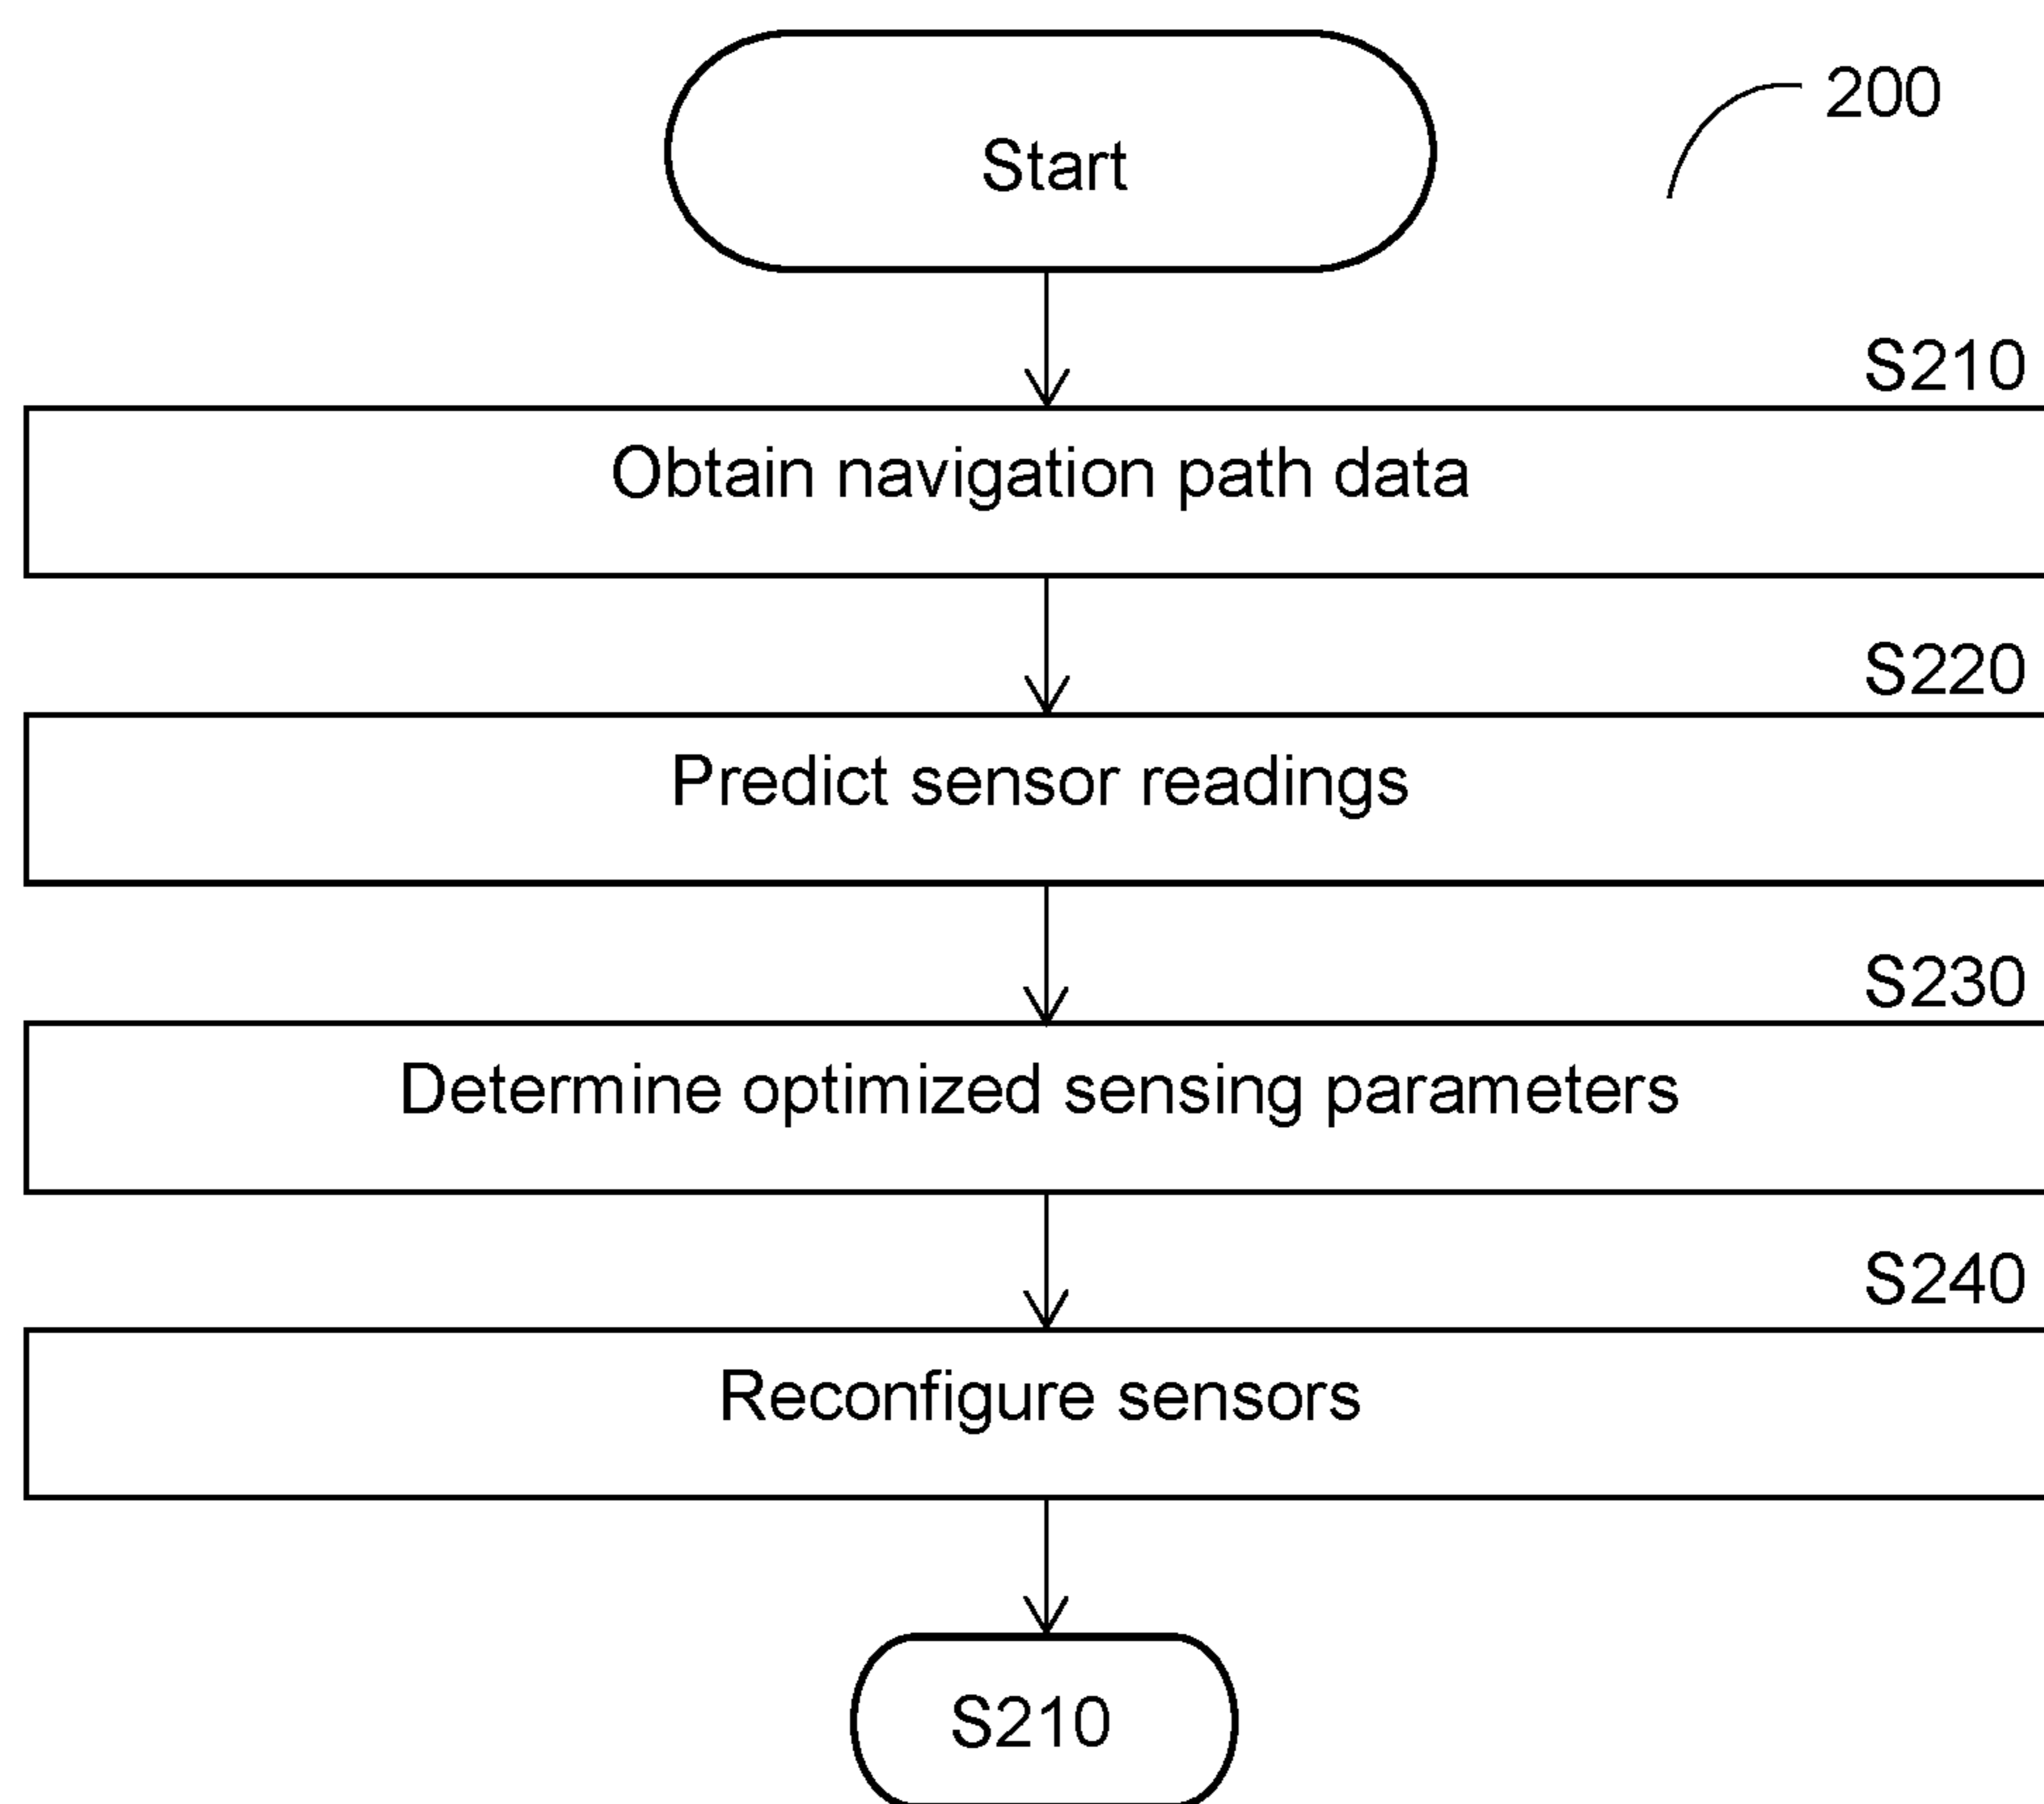 Start
200
S210
Obtain navigation path data
S220
Predict sensor readings
S230
Determine optimized sensing parameters
S240
Reconfigure sensors
S210